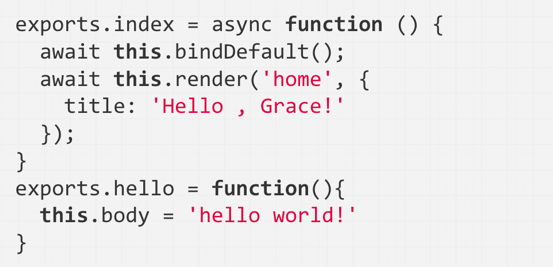 exports.index = async function () {
  await this.bindDefault();
  await this.render('home', {
    title: 'Hello , Grace!'
  });
}
exports.hello = function(){
  this.body = 'hello world!'
}